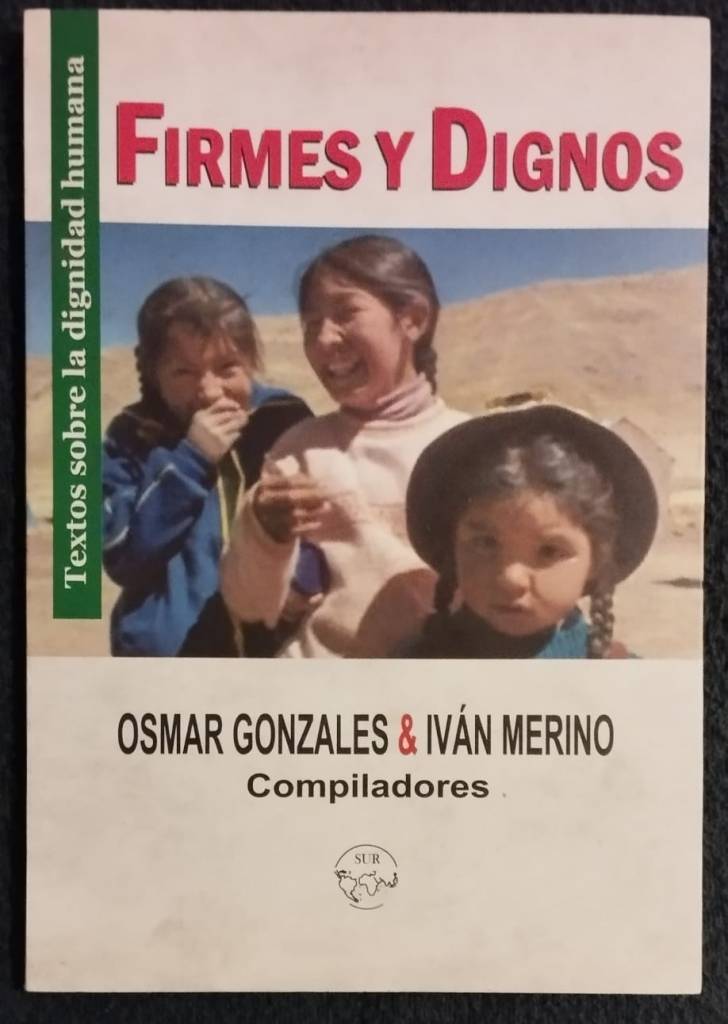 Textos sobre la dignidad humana
FIRMES Y DIGNOS
OSMAR GONZALES & IVÁN MERINO
Compiladores
SUR